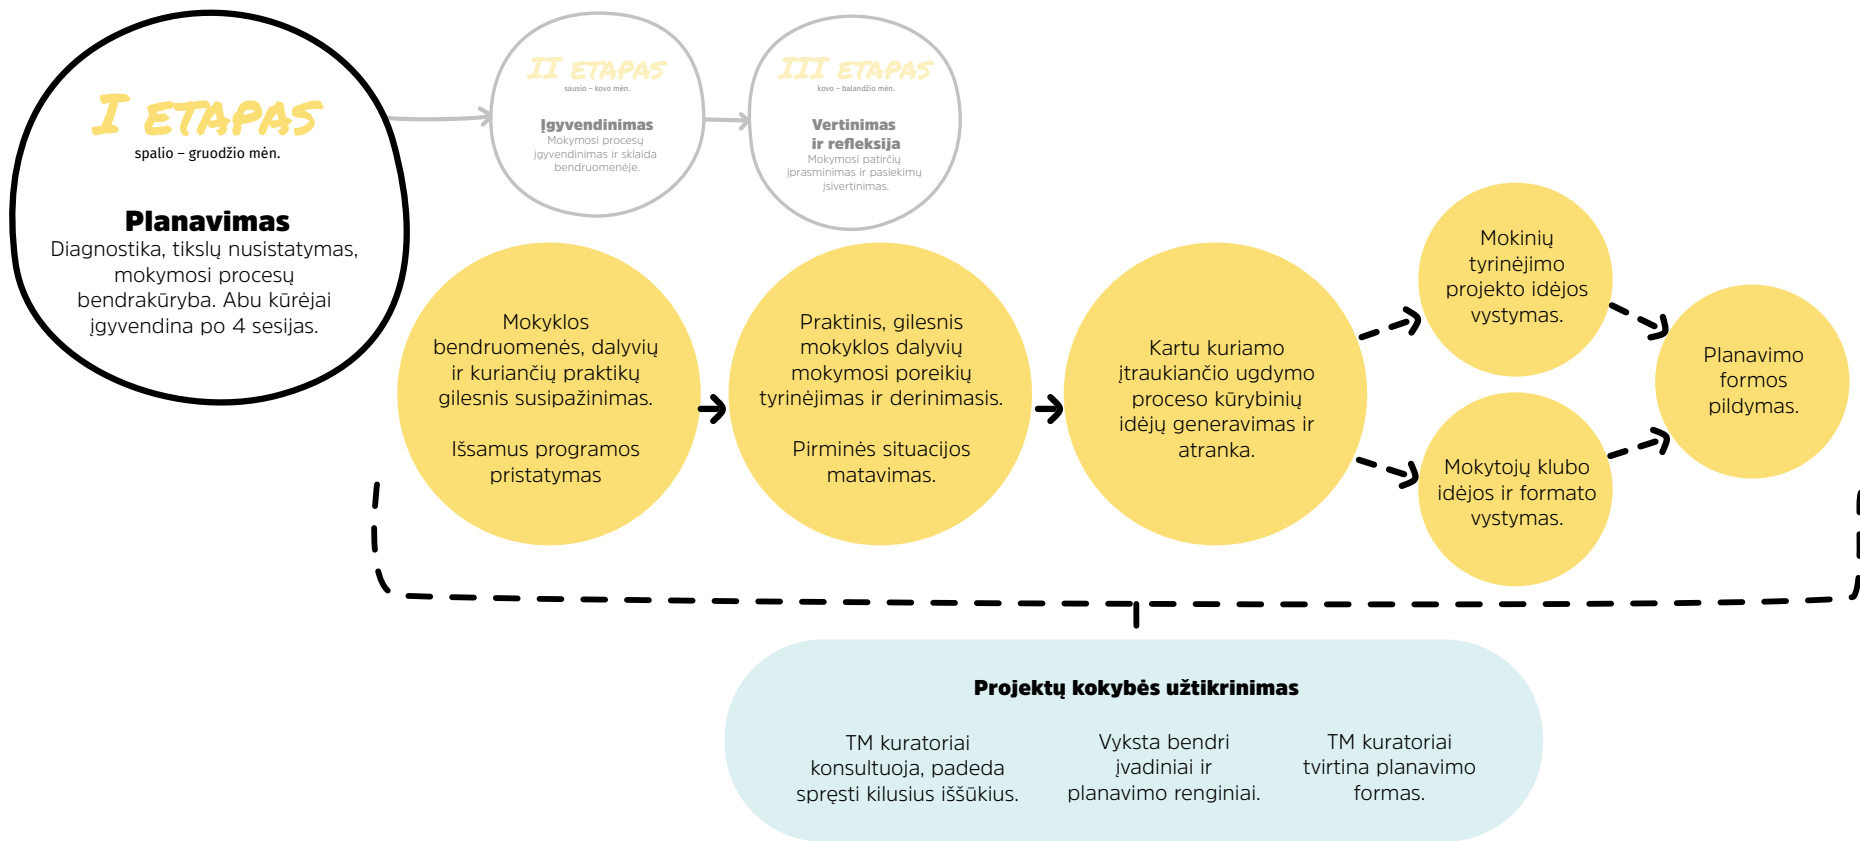 I ETAPAS
spalio – gruodžio mėn.
Planavimas
Diagnostika, tikslų nusistatymas,
mokymosi procesų
bendrakūryba. Abu kūrėjai
įgyvendina po 4 sesijas.
II ETAPAS
sausio – kovo mėn.
Įgyvendinimas
Mokymosi procesų
įgyvendinimas ir sklaida
bendruomenėje.
III ETAPAS
kovo – balandžio mėn.
Vertinimas
ir refleksija
Mokymosi patirčių
įprasminimas ir pasiekimų
įsivertinimas.
Mokyklos
bendruomenės, dalyvių
ir kuriančių praktikų
gilesnis susipažinimas.
Išsamus programos
pristatymas
Praktinis, gilesnis
mokyklos dalyvių
mokymosi poreikių
tyrinėjimas ir derinimasis.
Pirminės situacijos
matavimas.
Kartu kuriamo
įtraukiančio ugdymo
proceso kūrybinių
idėjų generavimas ir
atranka.
Mokinių
tyrinėjimo
projekto idėjos
vystymas.
Mokytojų klubo
idėjos ir formato
vystymas.
Planavimo
formos
pildymas.
Projektų kokybės užtikrinimas
TM kuratoriai
konsultuoja, padeda
spręsti kilusius iššūkius.
Vyksta bendri
įvadiniai ir
planavimo renginiai.
TM kuratoriai
tvirtina planavimo
formas.